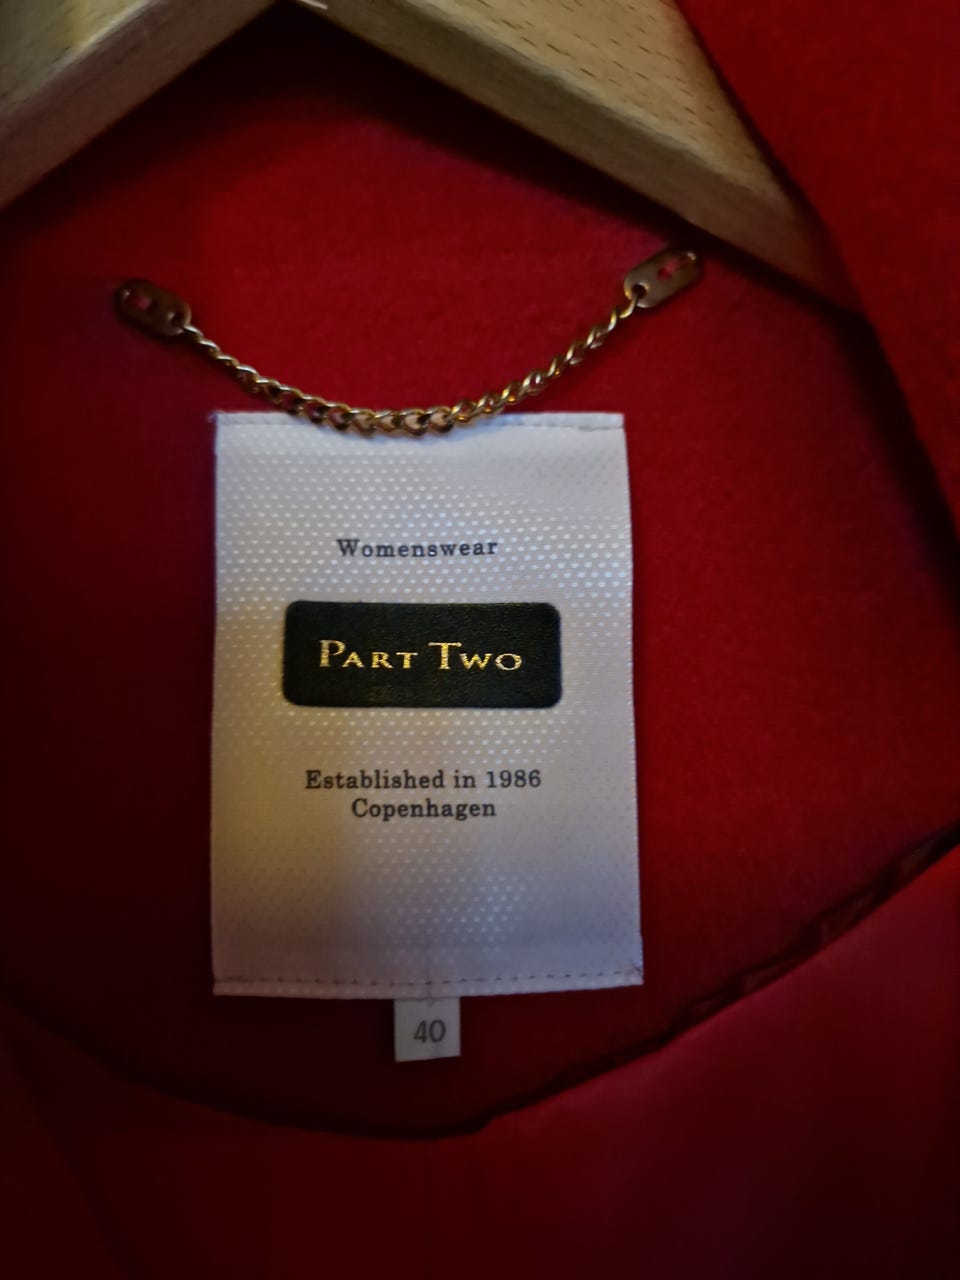 Womenswear
PART TWO
Established in 1986
Copenhagen
40